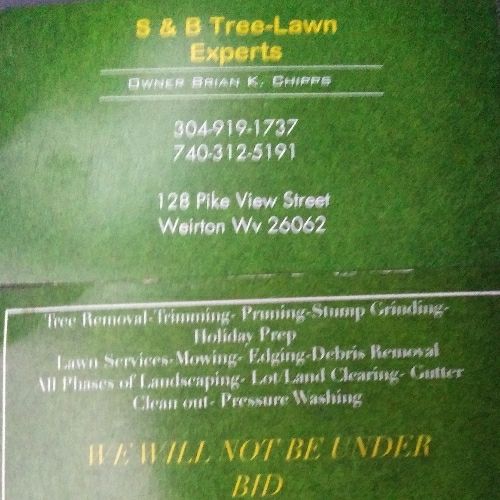 S & B Tree-Lawn
Experts
Owner Brian K. Chipps
304-919-1737
740-312-5191
128 Pike View Street
Weirton Wv 26062
Tree Removal-Trimming- Pruning-Stump Grinding-
Holiday Prep
Lawn Services-Mowing- Edging-Debris Removal
All Phases of Landscaping- Lot/Land Clearing- Gutter
Clean out- Pressure Washing
WE WILL NOT BE UNDER
BID